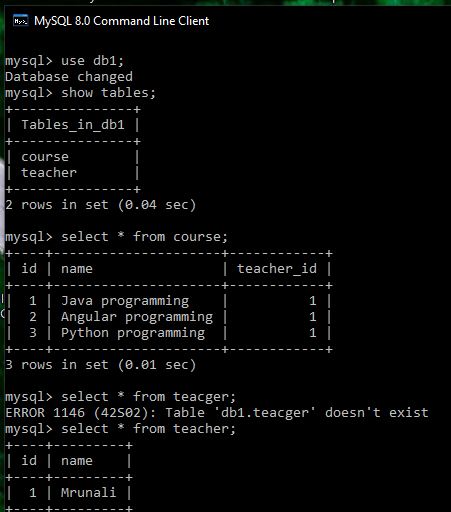 MySQL 8.0 Command Line Client
mysql> use db1;
Database changed
mysql> show tables;
+---------------+
| Tables_in_db1 |
+---------------+
| course        |
| teacher       |
+---------------+
2 rows in set (0.04 sec)
mysql> select * from course;
+----+---------------------+------------+
| id | name                | teacher_id |
+----+---------------------+------------+
|  1 | Java programming    |          1 |
|  2 | Angular programming |          1 |
|  3 | Python programming  |          1 |
+----+---------------------+------------+
3 rows in set (0.01 sec)
mysql> select * from teacger;
ERROR 1146 (42S02): Table 'db1.teacger' doesn't exist
mysql> select * from teacher;
+----+---------+
| id | name    |
+----+---------+
|  1 | Mrunali |
+----+---------+